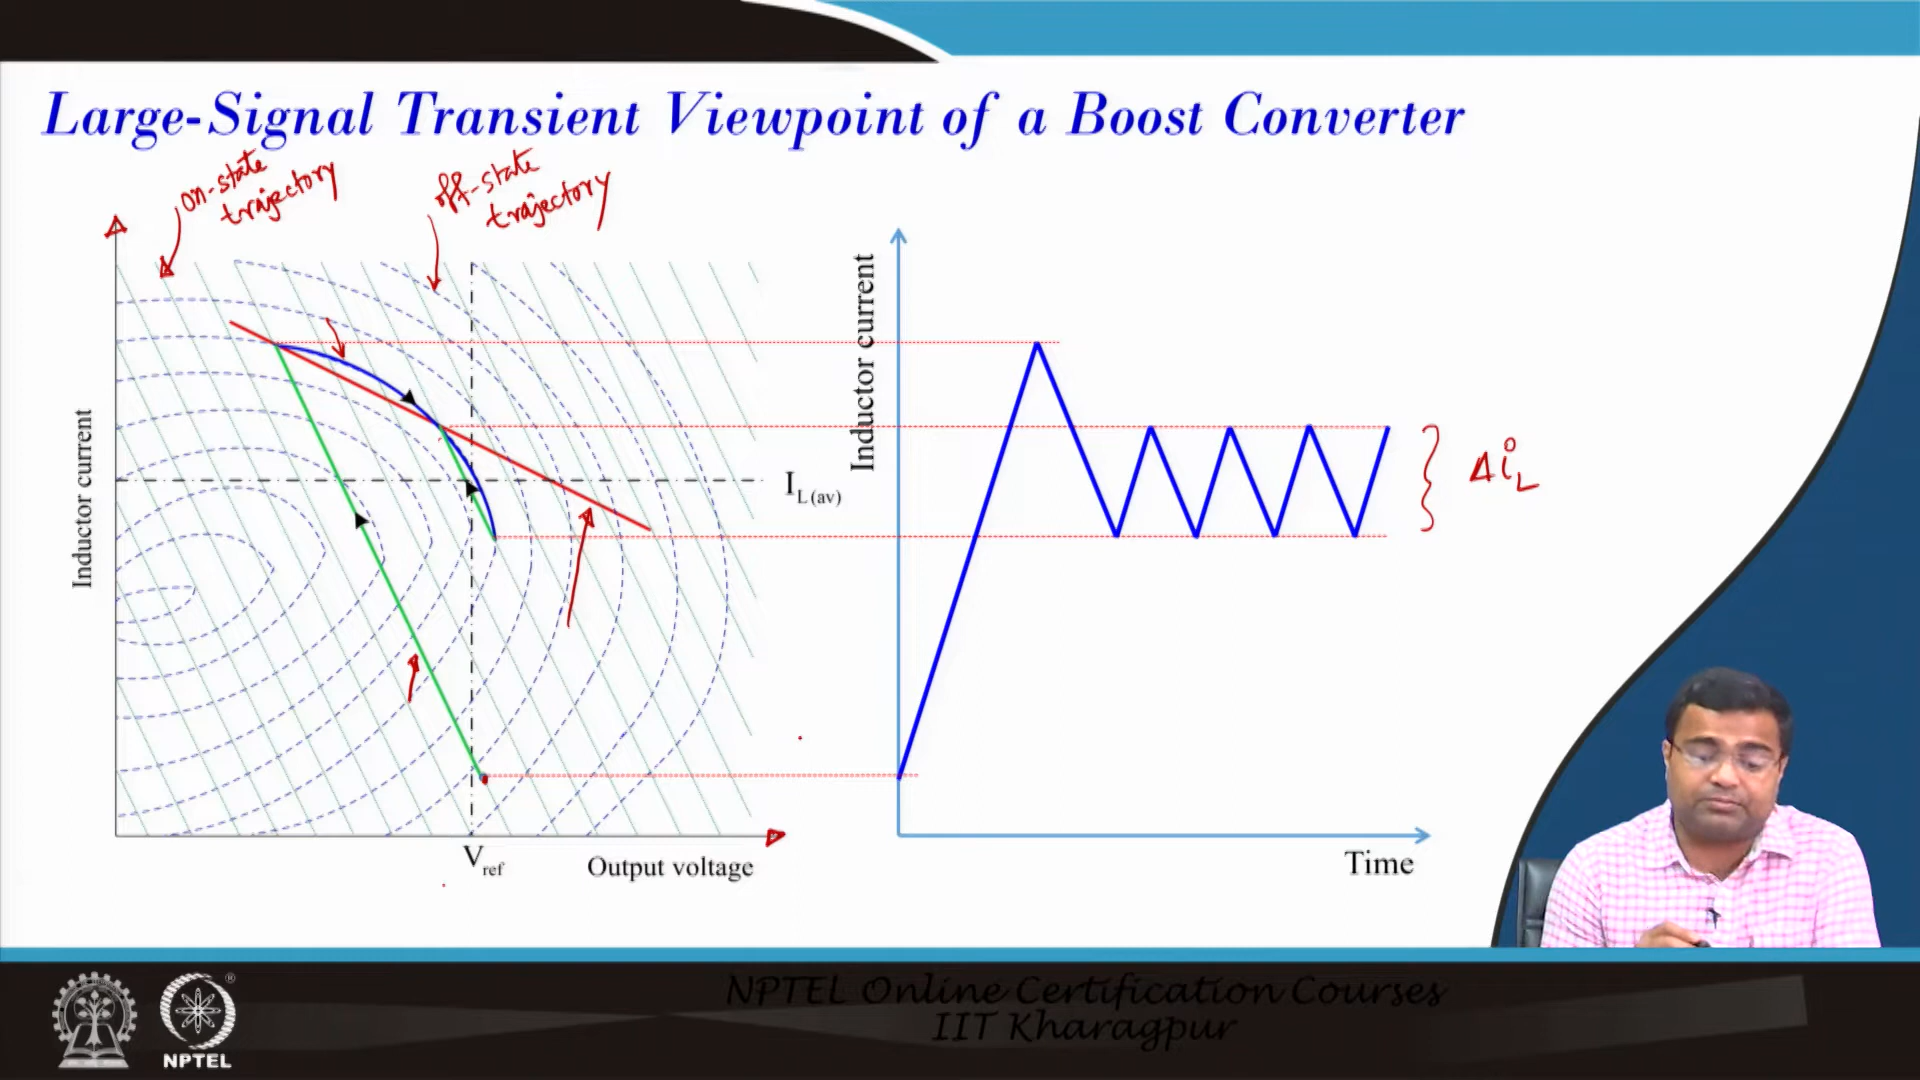 Large-Signal Transient Viewpoint of a Boost Converter
on-state
trajectory
off-state
trajectory
Inductor current
I L(av)
V ref
Output voltage
Inductor current
Δ i L
Time
NPTEL Online Certification Courses
IIT Kharagpur
®
NPTEL